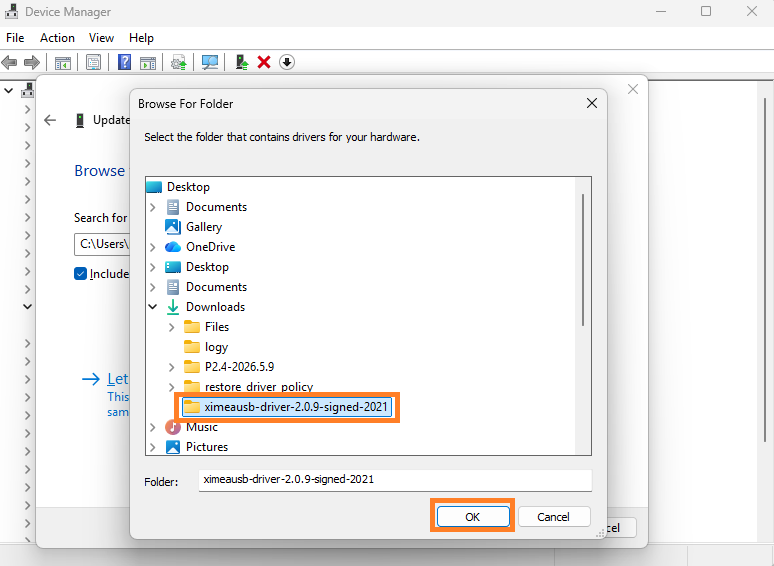 Device Manager
File Action View Help
Update
Browse For Folder
Select the folder that contains drivers for your hardware.
Browse
Search for
C:\Users\
Include
Let
This
sam
Desktop
Documents
Gallery
OneDrive
Desktop
Documents
Downloads
Files
logy
P2.4-2026.5.9
restore_driver_policy
ximeausb-driver-2.0.9-signed-2021
Music
Pictures
Folder: ximeausb-driver-2.0.9-signed-2021
OK Cancel
cel